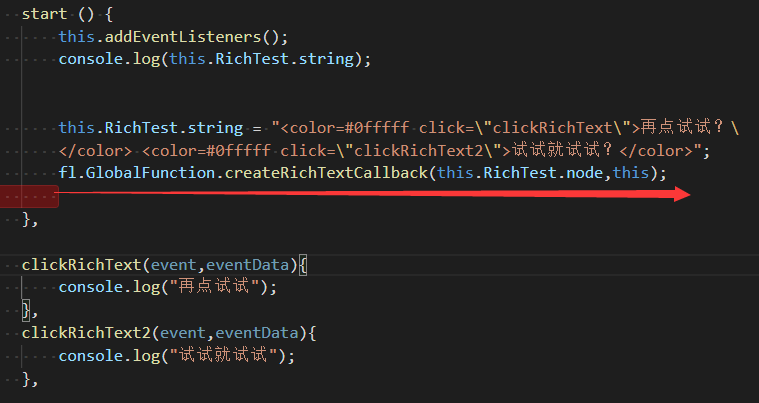 start () {
this.addEventListeners();
console.log(this.RichTest.string);
this.RichTest.string = "<color=#0fffff click=\"clickRichText\">再点试试？\
</color> <color=#0fffff click=\"clickRichText2\">试试就试试？</color>";
fl.GlobalFunction.createRichTextCallback(this.RichTest.node,this);
},
clickRichText(event,eventData){
console.log("再点试试");
},
clickRichText2(event,eventData){
console.log("试试就试试");
},